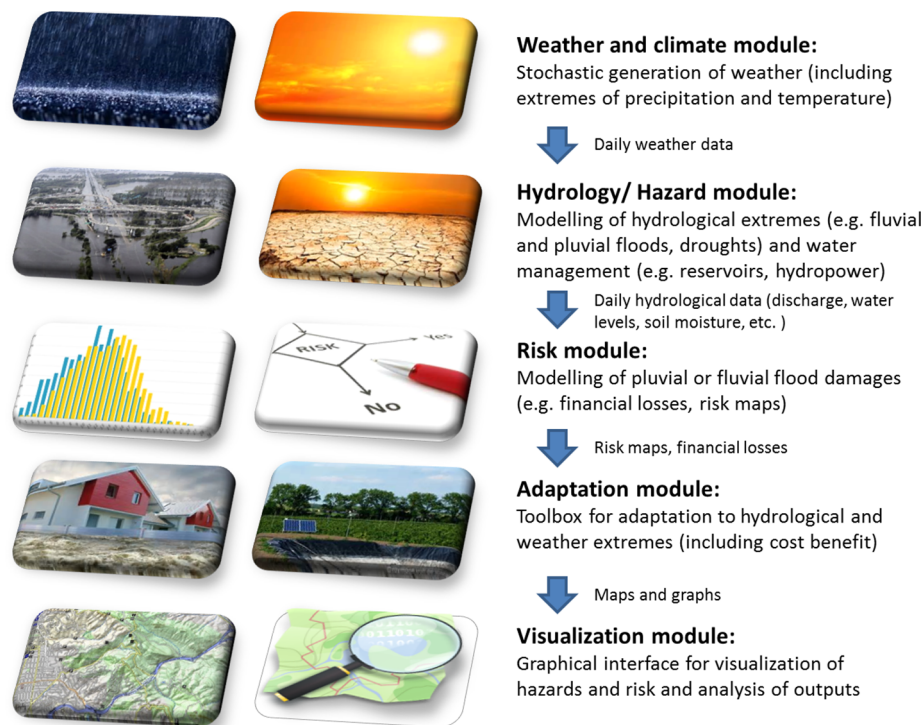 Weather and climate module:
Stochastic generation of weather (including
extremes of precipitation and temperature)
Daily weather data
Hydrology/ Hazard module:
Modelling of hydrological extremes (e.g. fluvial
and pluvial floods, droughts) and water
management (e.g. reservoirs, hydropower)
Daily hydrological data (discharge, water
levels, soil moisture, etc. )
RISK
Yes
No
Risk module:
Modelling of pluvial or fluvial flood damages
(e.g. financial losses, risk maps)
Risk maps, financial losses
Adaptation module:
Toolbox for adaptation to hydrological and
weather extremes (including cost benefit)
Maps and graphs
Visualization module:
Graphical interface for visualization of
hazards and risk and analysis of outputs